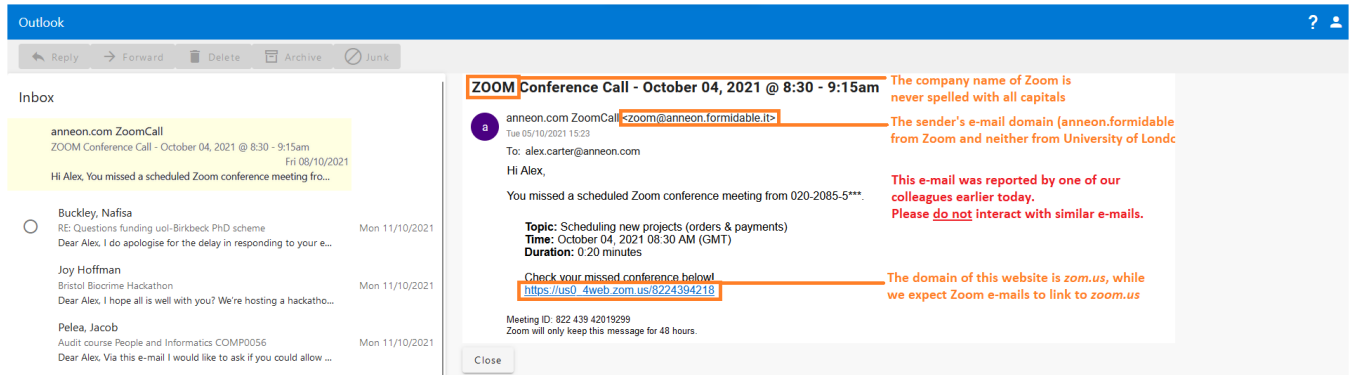 Outlook
?
Reply
Forward
Delete
Archive
Junk
Inbox
anneon.com ZoomCall
ZOOM Conference Call - October 04, 2021 @ 8:30 - 9:15am
Fri 08/10/2021
Hi Alex, You missed a scheduled Zoom conference meeting fro...
Buckley, Nafisa
RE: Questions funding uol-Birkbeck PhD scheme
Mon 11/10/2021
Dear Alex, I do apologise for the delay in responding to your e...
Joy Hoffman
Bristol Biocrime Hackathon
Mon 11/10/2021
Dear Alex, I hope all is well with you? We're hosting a hackatho...
Pelea, Jacob
Audit course People and Informatics COMP0056
Mon 11/10/2021
Dear Alex, Via this e-mail I would like to ask if you could allow ...
ZOOM Conference Call - October 04, 2021 @ 8:30 - 9:15am
a
anneon.com ZoomCall <zoom@anneon.formidable.it>
Tue 05/10/2021 15:23
To: alex.carter@anneon.com
Hi Alex,
You missed a scheduled Zoom conference meeting from 020-2085-5***.
Topic: Scheduling new projects (orders & payments)
Time: October 04, 2021 08:30 AM (GMT)
Duration: 0:20 minutes
Check your missed conference below!
https://us0_4web.zom.us/8224394218
Meeting ID: 822 439 42019299
Zoom will only keep this message for 48 hours.
Close
The company name of Zoom is
never spelled with all capitals
The sender's e-mail domain (anneon.formidable
from Zoom and neither from University of Londo
This e-mail was reported by one of our
colleagues earlier today.
Please do not interact with similar e-mails.
The domain of this website is zom.us, while
we expect Zoom e-mails to link to zoom.us